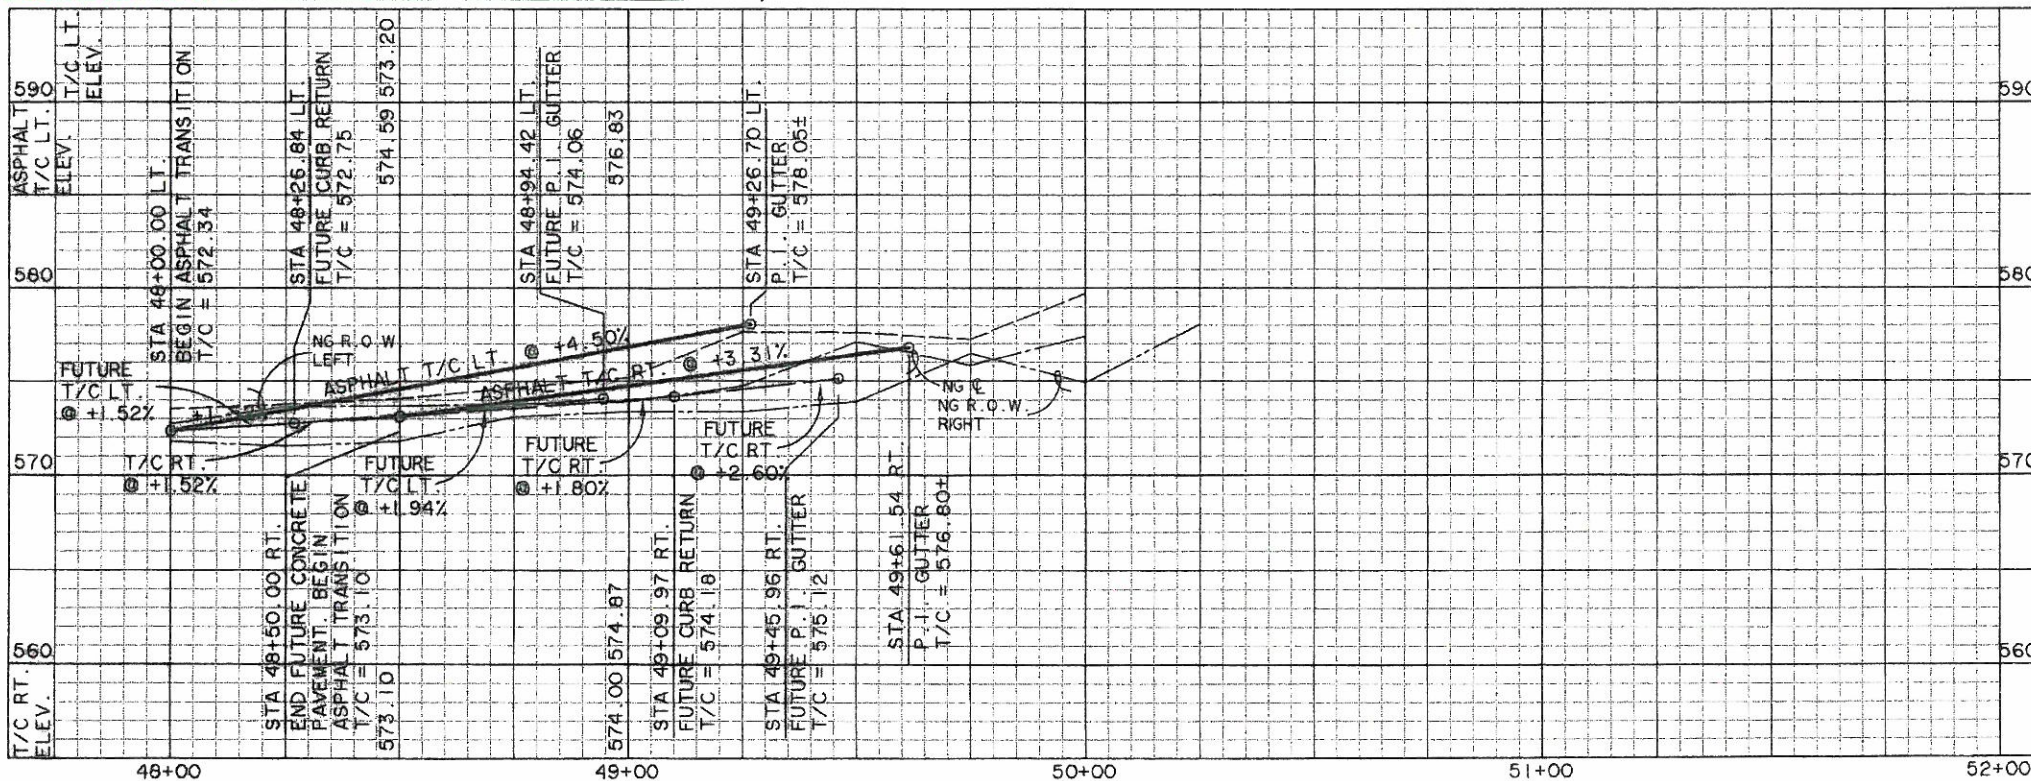 ASPHALT
T/C LT.
ELEV.
T/C LT.
ELEV.
590
580
570
560
STA 48+00.00 LT.
BEGIN ASPHALT TRANSITION
T/C = 572.34
STA 48+26.84 LT.
FUTURE CURB RETURN
T/C = 572.75
574.59 573.20
STA 48+94.42 LT.
FUTURE P.I. GUTTER
T/C = 574.06
576.83
STA 49+26.70 LT.
P.I. GUTTER
T/C = 578.05±
590
580
570
560
NG R.O.W.
LEFT
FUTURE
T/C LT.
@ +1.52%
ASPHALT T/C LT. @ +4.50%
ASPHALT T/C RT. @ +3.31%
T/C RT.
@ +1.52%
FUTURE
T/C LT.
@ +1.94%
FUTURE
T/C RT.
@ +1.80%
FUTURE
T/C RT.
@ +2.60%
NG ℄
NG R.O.W.
RIGHT
T/C RT.
ELEV.
STA 48+50.00 RT.
END FUTURE CONCRETE
PAVEMENT. BEGIN
ASPHALT TRANSITION
T/C = 573.10
573.10
574.00 574.87
STA 49+09.97 RT.
FUTURE CURB RETURN
T/C = 574.18
STA 49+45.96 RT.
FUTURE P.I. GUTTER
T/C = 575.12
STA 49+61.54 RT.
P.I. GUTTER
T/C = 576.80±
48+00
49+00
50+00
51+00
52+00